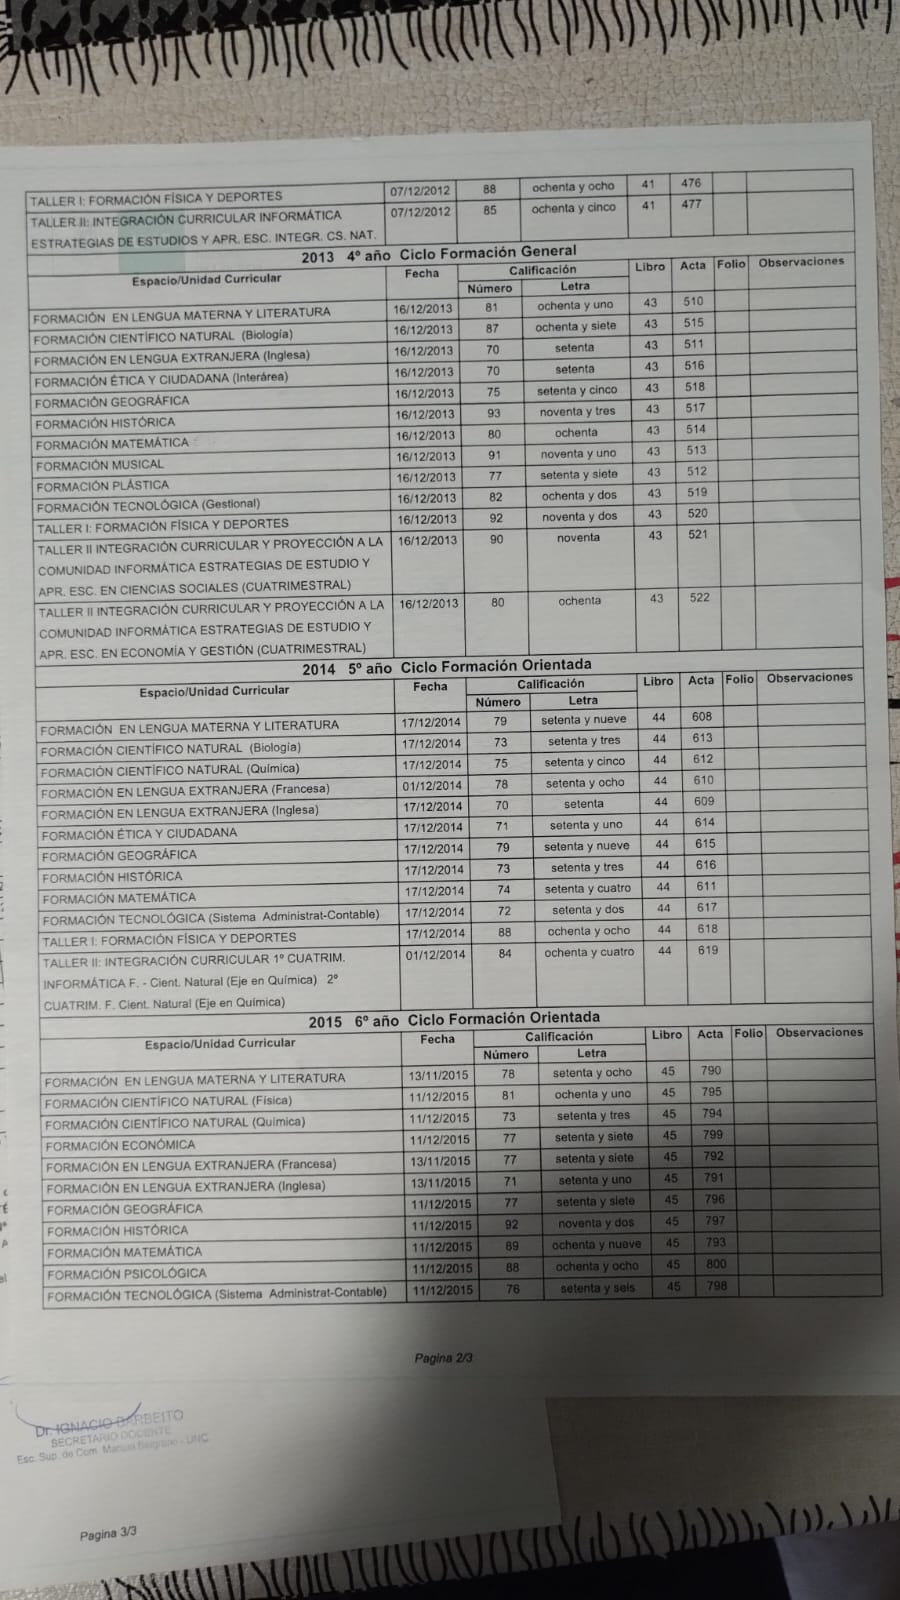 TALLER I: FORMACIÓN FÍSICA Y DEPORTES 07/12/2012 88 ochenta y ocho 41 476
TALLER II: INTEGRACIÓN CURRICULAR INFORMÁTICA 07/12/2012 85 ochenta y cinco 41 477
ESTRATEGIAS DE ESTUDIOS Y APR. ESC. INTEGR. CS. NAT.
2013 4º año Ciclo Formación General
Espacio/Unidad Curricular Fecha Calificación Libro Acta Folio Observaciones
Número Letra
FORMACIÓN EN LENGUA MATERNA Y LITERATURA 16/12/2013 81 ochenta y uno 43 510
FORMACIÓN CIENTÍFICO NATURAL (Biología) 16/12/2013 87 ochenta y siete 43 515
FORMACIÓN EN LENGUA EXTRANJERA (Inglesa) 16/12/2013 70 setenta 43 511
FORMACIÓN ÉTICA Y CIUDADANA (Interárea) 16/12/2013 70 setenta 43 516
FORMACIÓN GEOGRÁFICA 16/12/2013 75 setenta y cinco 43 518
FORMACIÓN HISTÓRICA 16/12/2013 93 noventa y tres 43 517
FORMACIÓN MATEMÁTICA 16/12/2013 80 ochenta 43 514
FORMACIÓN MUSICAL 16/12/2013 91 noventa y uno 43 513
FORMACIÓN PLÁSTICA 16/12/2013 77 setenta y siete 43 512
FORMACIÓN TECNOLÓGICA (Gestional) 16/12/2013 82 ochenta y dos 43 519
TALLER I: FORMACIÓN FÍSICA Y DEPORTES 16/12/2013 92 noventa y dos 43 520
TALLER II INTEGRACIÓN CURRICULAR Y PROYECCIÓN A LA 16/12/2013 90 noventa 43 521
COMUNIDAD INFORMÁTICA ESTRATEGIAS DE ESTUDIO Y
APR. ESC. EN CIENCIAS SOCIALES (CUATRIMESTRAL)
TALLER II INTEGRACIÓN CURRICULAR Y PROYECCIÓN A LA 16/12/2013 80 ochenta 43 522
COMUNIDAD INFORMÁTICA ESTRATEGIAS DE ESTUDIO Y
APR. ESC. EN ECONOMÍA Y GESTIÓN (CUATRIMESTRAL)
2014 5º año Ciclo Formación Orientada
Espacio/Unidad Curricular Fecha Calificación Libro Acta Folio Observaciones
Número Letra
FORMACIÓN EN LENGUA MATERNA Y LITERATURA 17/12/2014 79 setenta y nueve 44 608
FORMACIÓN CIENTÍFICO NATURAL (Biología) 17/12/2014 73 setenta y tres 44 613
FORMACIÓN CIENTÍFICO NATURAL (Química) 17/12/2014 75 setenta y cinco 44 612
FORMACIÓN EN LENGUA EXTRANJERA (Francesa) 01/12/2014 78 setenta y ocho 44 610
FORMACIÓN EN LENGUA EXTRANJERA (Inglesa) 17/12/2014 70 setenta 44 609
FORMACIÓN ÉTICA Y CIUDADANA 17/12/2014 71 setenta y uno 44 614
FORMACIÓN GEOGRÁFICA 17/12/2014 79 setenta y nueve 44 615
FORMACIÓN HISTÓRICA 17/12/2014 73 setenta y tres 44 616
FORMACIÓN MATEMÁTICA 17/12/2014 74 setenta y cuatro 44 611
FORMACIÓN TECNOLÓGICA (Sistema Administrat-Contable) 17/12/2014 72 setenta y dos 44 617
TALLER I: FORMACIÓN FÍSICA Y DEPORTES 17/12/2014 88 ochenta y ocho 44 618
TALLER II: INTEGRACIÓN CURRICULAR 1º CUATRIM. 01/12/2014 84 ochenta y cuatro 44 619
INFORMÁTICA F. - Cient. Natural (Eje en Química) 2º
CUATRIM. F. Cient. Natural (Eje en Química)
2015 6º año Ciclo Formación Orientada
Espacio/Unidad Curricular Fecha Calificación Libro Acta Folio Observaciones
Número Letra
FORMACIÓN EN LENGUA MATERNA Y LITERATURA 13/11/2015 78 setenta y ocho 45 790
FORMACIÓN CIENTÍFICO NATURAL (Física) 11/12/2015 81 ochenta y uno 45 795
FORMACIÓN CIENTÍFICO NATURAL (Química) 11/12/2015 73 setenta y tres 45 794
FORMACIÓN ECONÓMICA 11/12/2015 77 setenta y siete 45 799
FORMACIÓN EN LENGUA EXTRANJERA (Francesa) 13/11/2015 77 setenta y siete 45 792
FORMACIÓN EN LENGUA EXTRANJERA (Inglesa) 13/11/2015 71 setenta y uno 45 791
FORMACIÓN GEOGRÁFICA 11/12/2015 77 setenta y siete 45 796
FORMACIÓN HISTÓRICA 11/12/2015 92 noventa y dos 45 797
FORMACIÓN MATEMÁTICA 11/12/2015 89 ochenta y nueve 45 793
FORMACIÓN PSICOLÓGICA 11/12/2015 88 ochenta y ocho 45 800
FORMACIÓN TECNOLÓGICA (Sistema Administrat-Contable) 11/12/2015 76 setenta y seis 45 798
Pagina 2/3
Dr. IGNACIO BARBEITO
SECRETARIO DOCENTE
Esc. Sup. de Com. Manuel Belgrano - UNC
Pagina 3/3